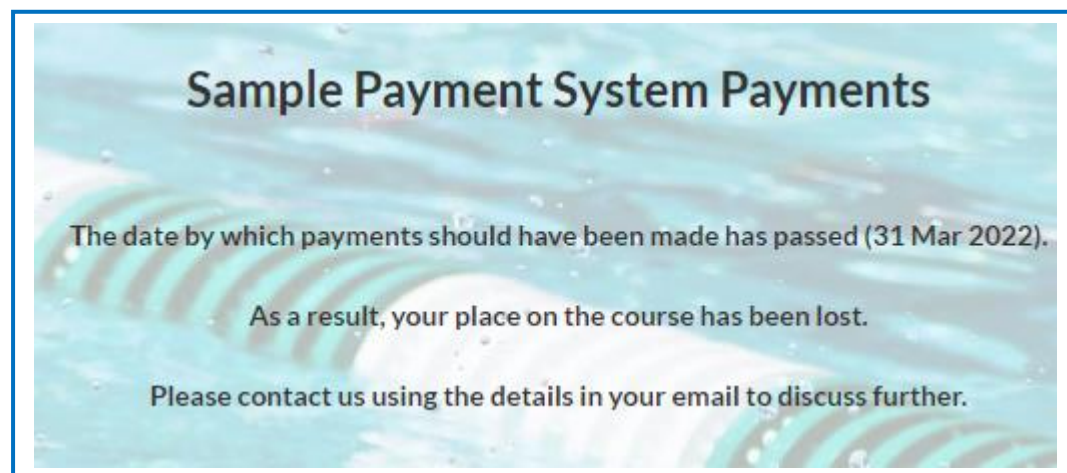 Sample Payment System Payments
The date by which payments should have been made has passed (31 Mar 2022).
As a result, your place on the course has been lost.
Please contact us using the details in your email to discuss further.